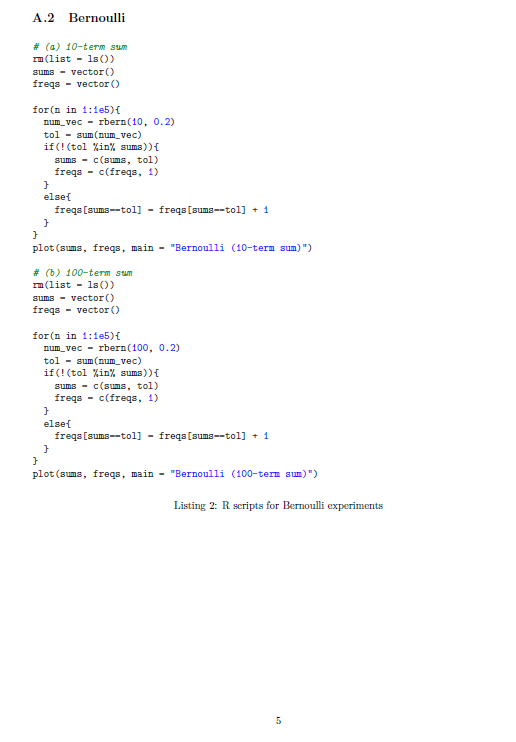 A.2 Bernoulli
# (a) 10-term sum
rm(list = ls())
sums = vector()
freqs = vector()
for(n in 1:1e5){
num_vec = rbern(10, 0.2)
tol = sum(num_vec)
if(!(tol %in% sums)){
sums = c(sums, tol)
freqs = c(freqs, 1)
}
else{
freqs[sums==tol] = freqs[sums==tol] + 1
}
}
plot(sums, freqs, main = "Bernoulli (10-term sum)")
# (b) 100-term sum
rm(list = ls())
sums = vector()
freqs = vector()
for(n in 1:1e5){
num_vec = rbern(100, 0.2)
tol = sum(num_vec)
if(!(tol %in% sums)){
sums = c(sums, tol)
freqs = c(freqs, 1)
}
else{
freqs[sums==tol] = freqs[sums==tol] + 1
}
}
plot(sums, freqs, main = "Bernoulli (100-term sum)")
Listing 2: R scripts for Bernoulli experiments
5